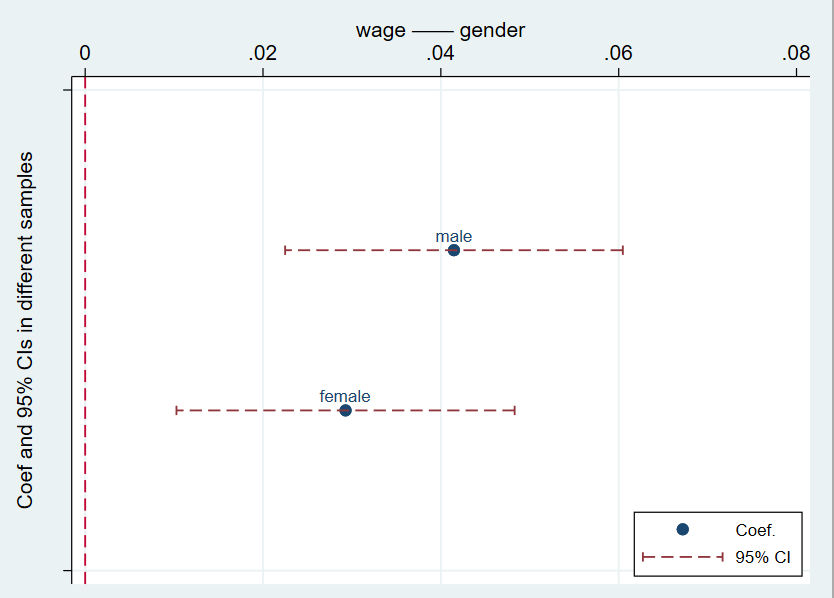 wage —— gender
0 .02 .04 .06 .08
Coef and 95% CIs in different samples
male
female
Coef.
95% CI